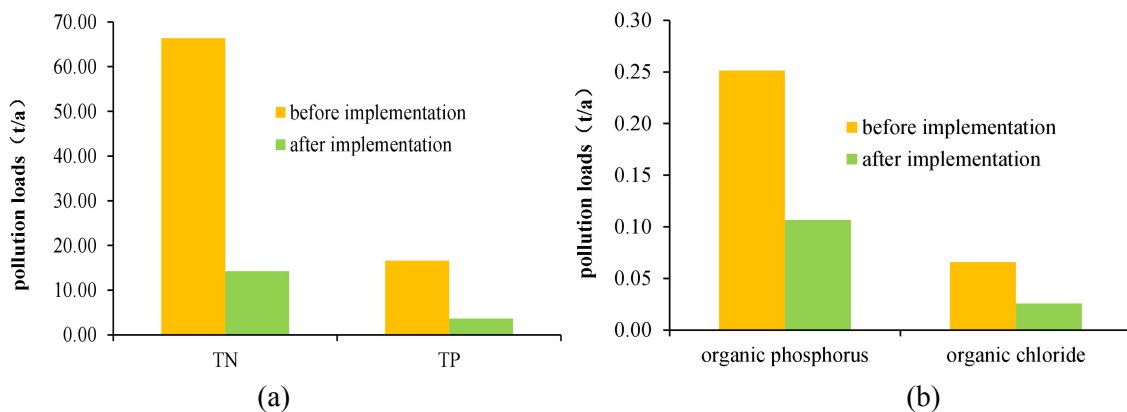 pollution loads（t/a）
70.00
60.00
50.00
40.00
30.00
20.00
10.00
0.00
before implementation
after implementation
TN TP
(a)
pollution loads（t/a）
0.30
0.25
0.20
0.15
0.10
0.05
0.00
before implementation
after implementation
organic phosphorus organic chloride
(b)